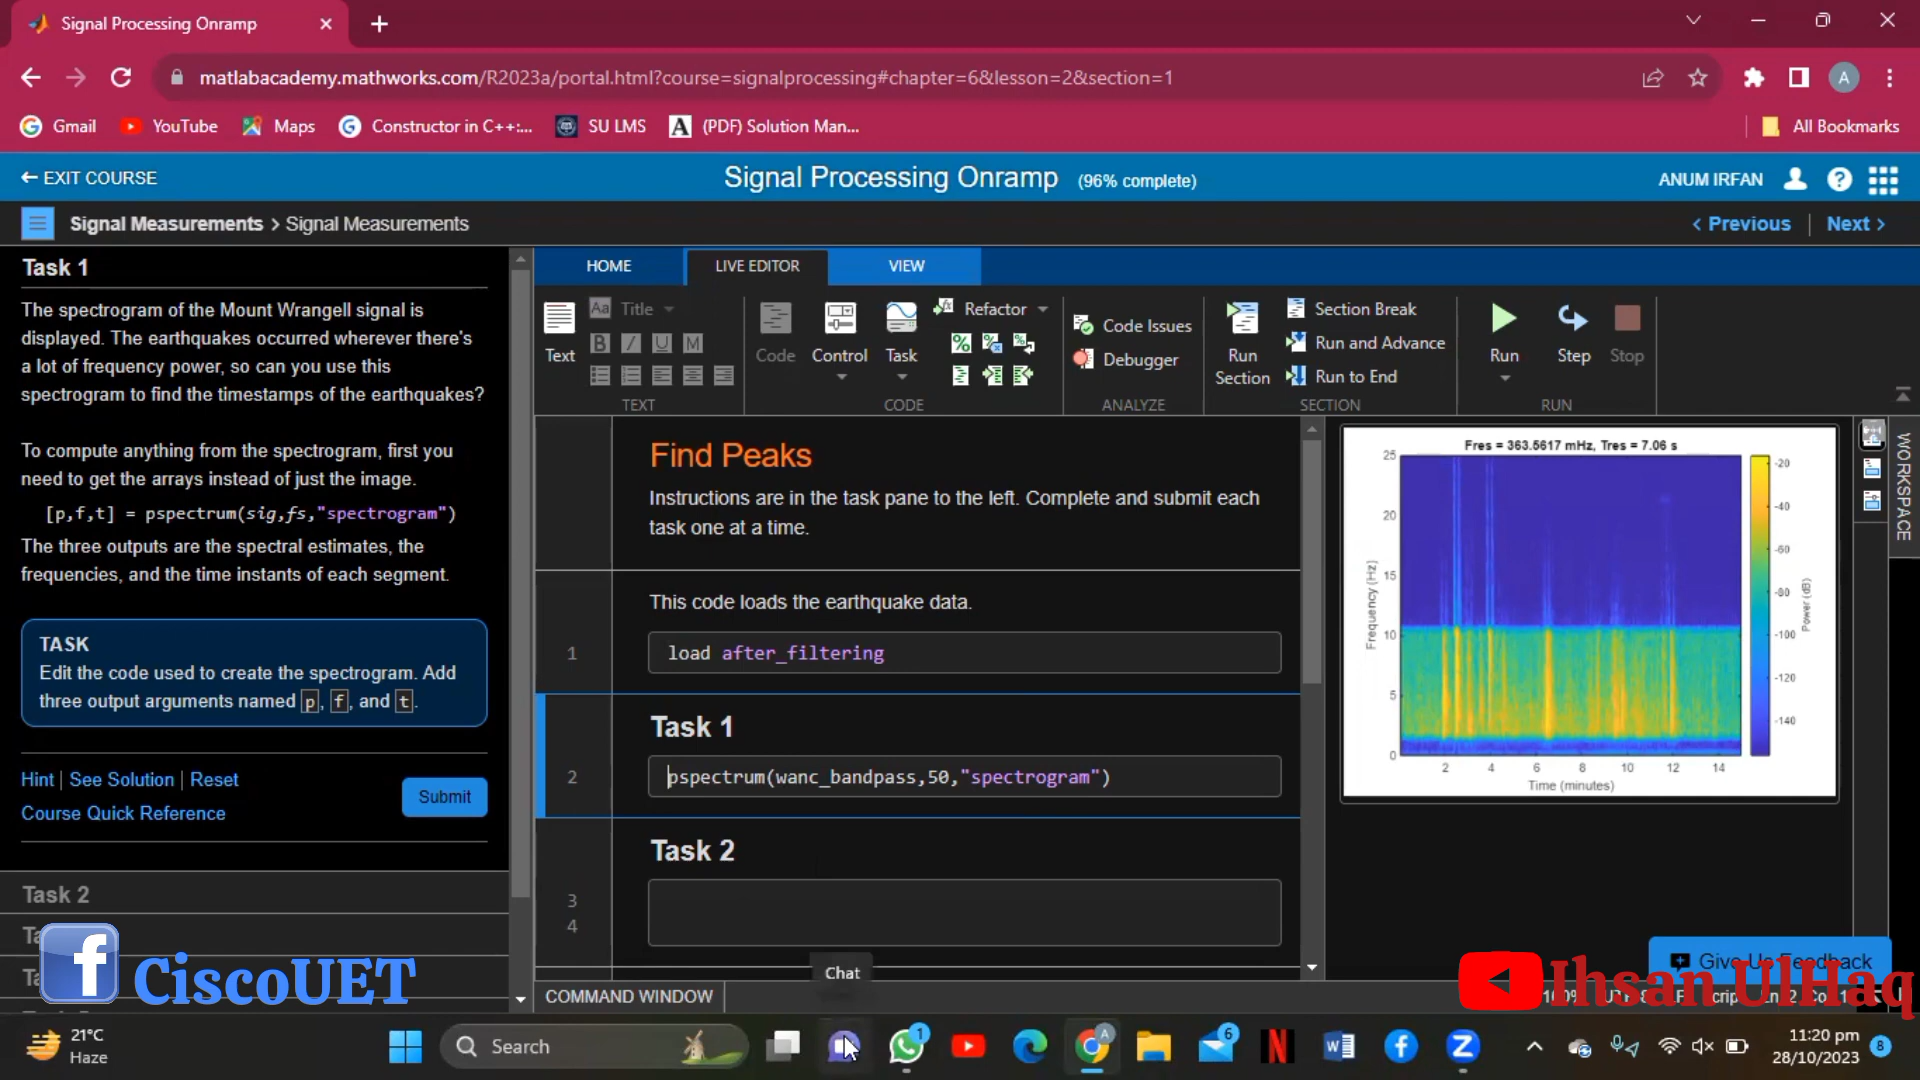 Signal Processing Onramp
matlabacademy.mathworks.com/R2023a/portal.html?course=signalprocessing#chapter=6&lesson=2&section=1
A
Gmail YouTube Maps Constructor in C++:... SU LMS A (PDF) Solution Man... All Bookmarks
EXIT COURSE
Signal Processing Onramp (96% complete)
ANUM IRFAN
Signal Measurements > Signal Measurements
< Previous | Next >
Task 1
The spectrogram of the Mount Wrangell signal is
displayed. The earthquakes occurred wherever there's
a lot of frequency power, so can you use this
spectrogram to find the timestamps of the earthquakes?
To compute anything from the spectrogram, first you
need to get the arrays instead of just the image.
[p,f,t] = pspectrum(sig,fs,"spectrogram")
The three outputs are the spectral estimates, the
frequencies, and the time instants of each segment.
TASK
Edit the code used to create the spectrogram. Add
three output arguments named p, f, and t.
Hint | See Solution | Reset
Submit
Course Quick Reference
Task 2
HOME LIVE EDITOR VIEW
Text
Aa Title
B I U M
TEXT
Code Control Task
Refactor
CODE
Code Issues
Debugger
ANALYZE
Run
Section
Section Break
Run and Advance
Run to End
SECTION
Run Step Stop
RUN
Find Peaks
Instructions are in the task pane to the left. Complete and submit each
task one at a time.
This code loads the earthquake data.
1 load after_filtering
Task 1
2 pspectrum(wanc_bandpass,50,"spectrogram")
Task 2
3
4
Fres = 363.5617 mHz, Tres = 7.06 s
25
20
15
10
5
0
Frequency (Hz)
2 4 6 8 10 12 14
Time (minutes)
-20
-40
-60
-80
-100
-120
-140
Power (dB)
WORKSPACE
Chat
COMMAND WINDOW
Give Us Feedback
f CiscoUET
Ihsan UlHaq
21°C
Haze
Search
1
A
6
N
W
f
Z
11:20 pm
28/10/2023
8